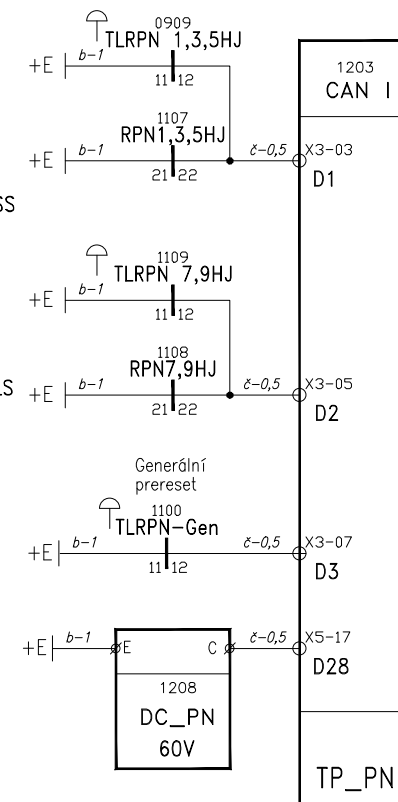 0909
TLRPN 1,3,5HJ
+E b-1
11 12
1203
CAN I
1107
RPN1,3,5HJ
+E b-1 č-0,5 X3-03
21 22
D1
SS
1109
TLRPN 7,9HJ
+E b-1
11 12
1108
RPN7,9HJ
LS +E b-1 č-0,5 X3-05
21 22
D2
Generální
prereset
1100
TLRPN-Gen
+E b-1 č-0,5 X3-07
11 12
D3
+E b-1 E C č-0,5 X5-17
D28
1208
DC_PN
60V
TP_PN